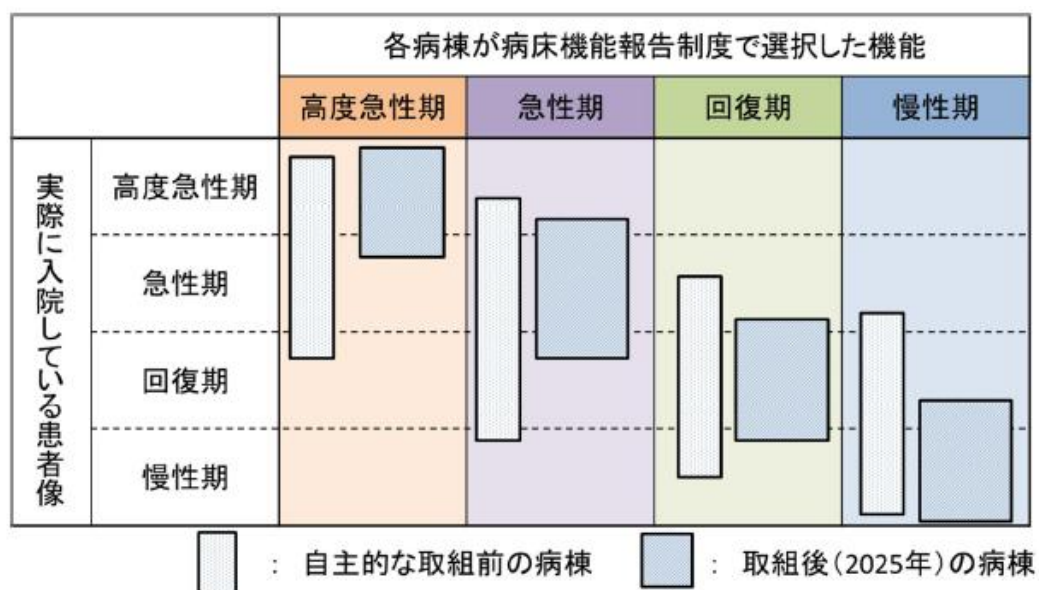 各病棟が病床機能報告制度で選択した機能
高度急性期 急性期 回復期 慢性期
実際に入院している患者像
高度急性期
急性期
回復期
慢性期
： 自主的な取組前の病棟 ： 取組後（2025年）の病棟